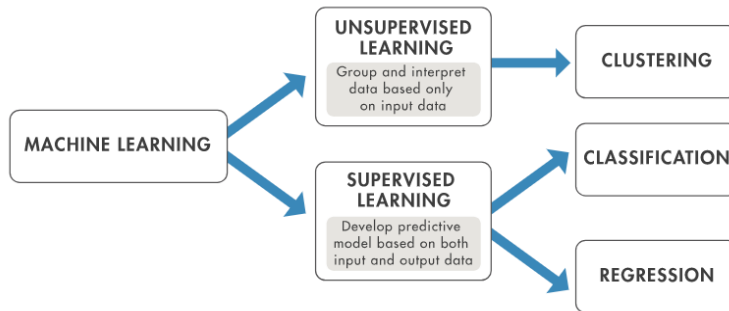 MACHINE LEARNING
UNSUPERVISED
LEARNING
Group and interpret
data based only
on input data
SUPERVISED
LEARNING
Develop predictive
model based on both
input and output data
CLUSTERING
CLASSIFICATION
REGRESSION